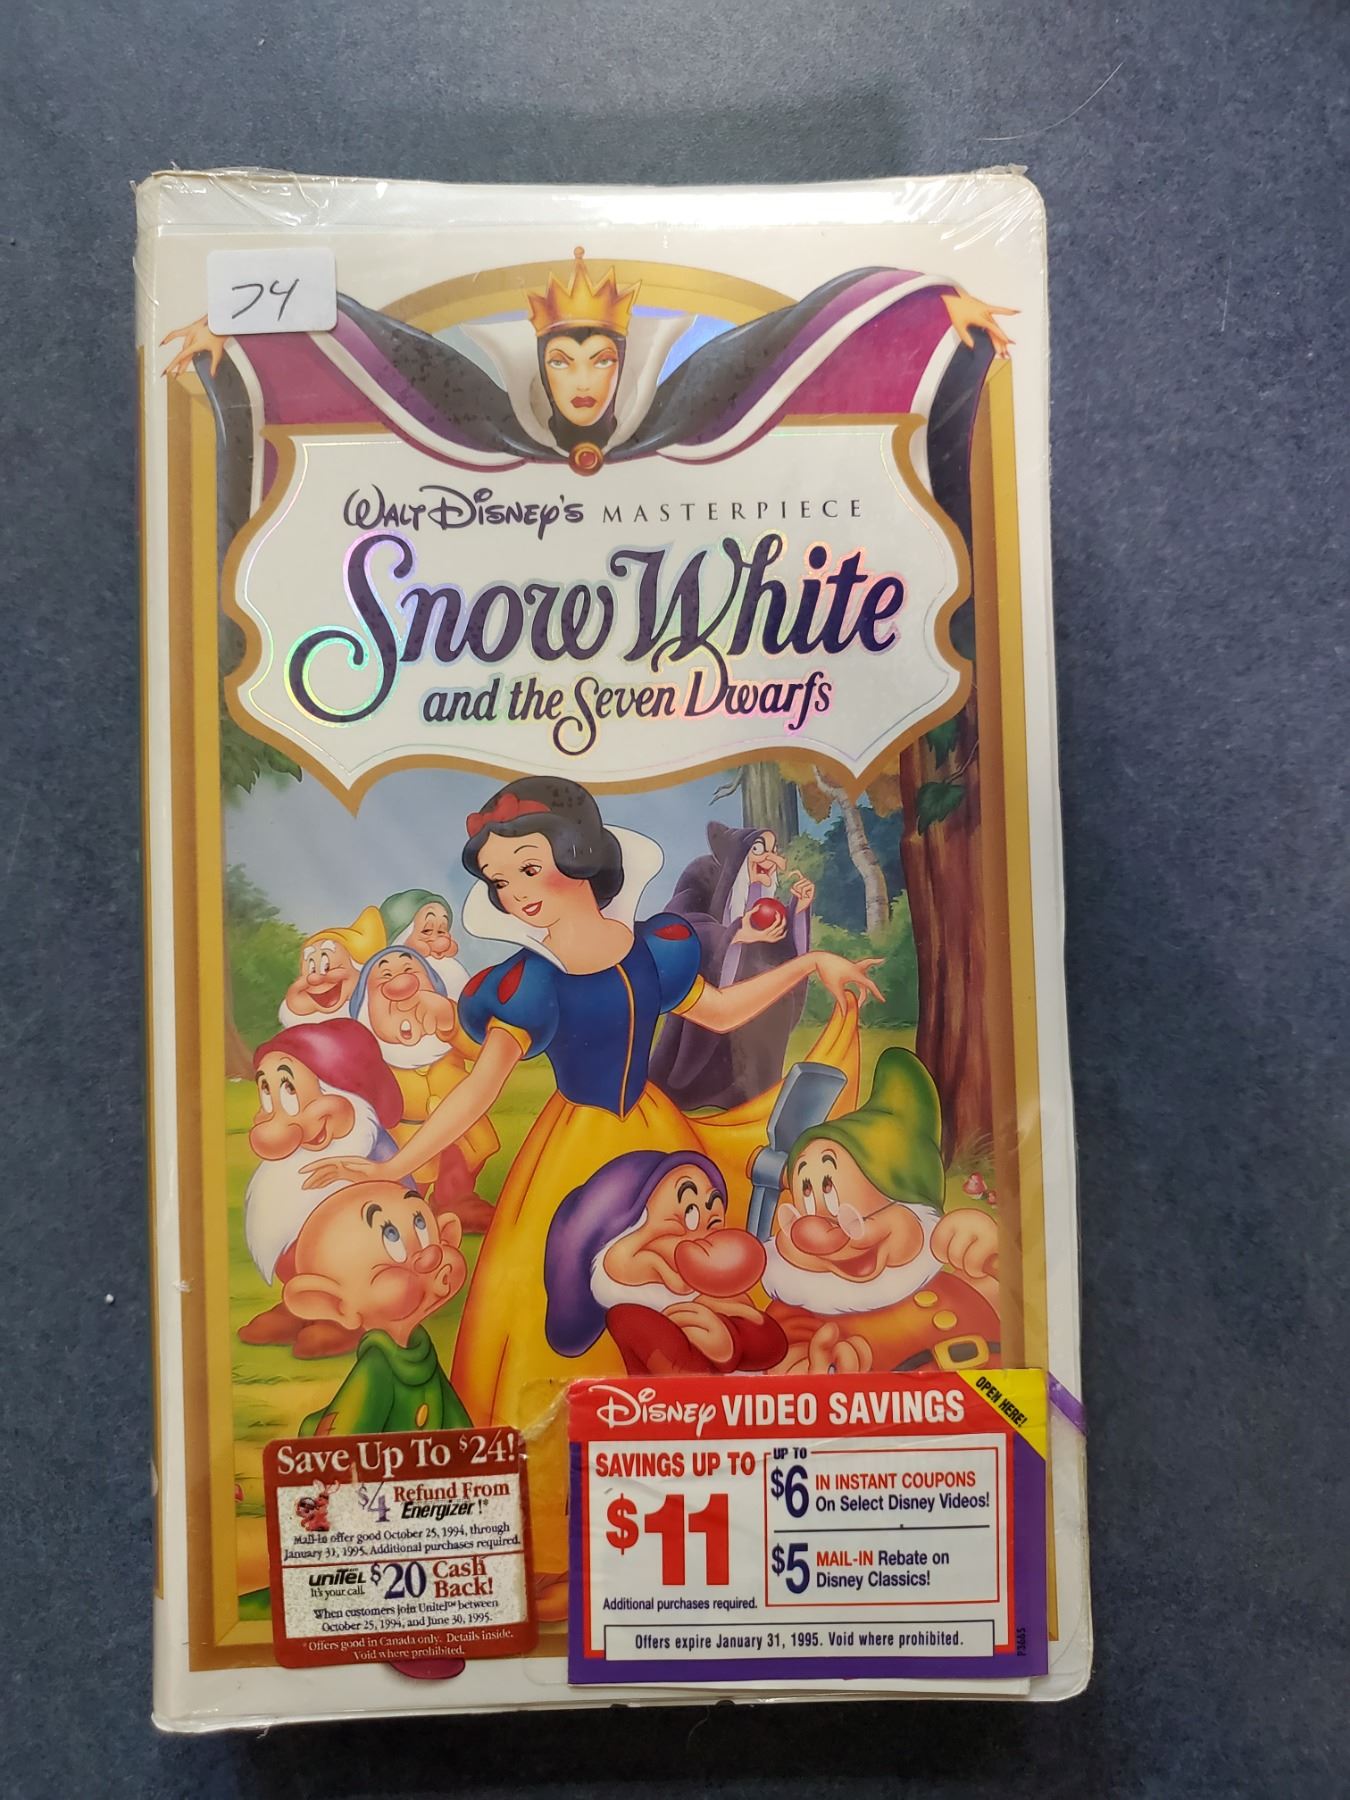 74
WALT DISNEY'S MASTERPIECE
Snow White
and the Seven Dwarfs
Save Up To $24!
$4 Refund From
Energizer!*
Mail-in offer good October 25, 1994, through
January 31, 1995. Additional purchases required.
uniTel
It's your call.
$20 Cash
Back!
When customers join Unitel™ between
October 25, 1994, and June 30, 1995.
*Offers good in Canada only. Details inside.
Void where prohibited.
OPEN HERE!
Disney VIDEO SAVINGS
SAVINGS UP TO
$11
Additional purchases required.
UP TO
$6 IN INSTANT COUPONS
On Select Disney Videos!
$5 MAIL-IN Rebate on
Disney Classics!
Offers expire January 31, 1995. Void where prohibited.
P3665